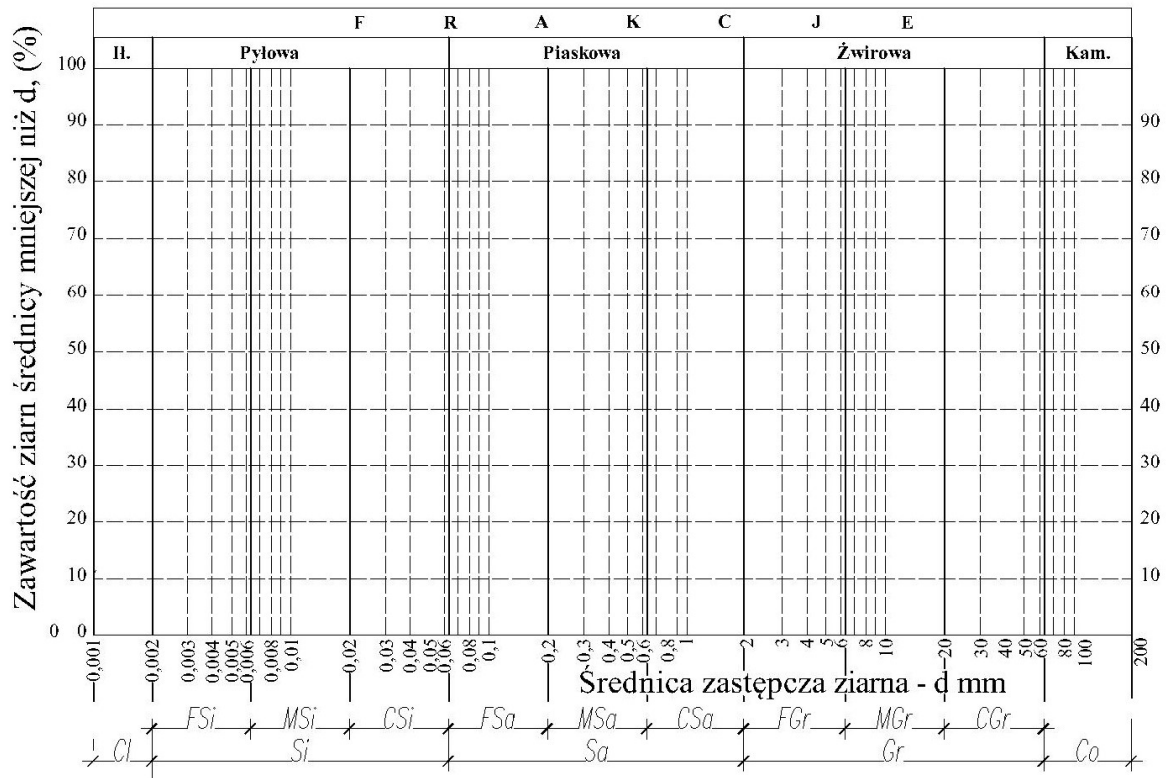 F R A K C J E
Ił. Pyłowa Piaskowa Żwirowa Kam.
Zawartość ziarn średnicy mniejszej niż d, (%)
100
90 90
80 80
70 70
60 60
50 50
40 40
30 30
20 20
10 10
0 0
0,001 0,002 0,003 0,004 0,005 0,006 0,008 0,01 0,02 0,03 0,04 0,05 0,06 0,08 0,1 0,2 0,3 0,4 0,5 0,6 0,8 1 2 3 4 5 6 8 10 20 30 40 50 60 80 100 200
Średnica zastępcza ziarna - d mm
FSi MSi CSi FSa MSa CSa FGr MGr CGr
Cl Si Sa Gr Co